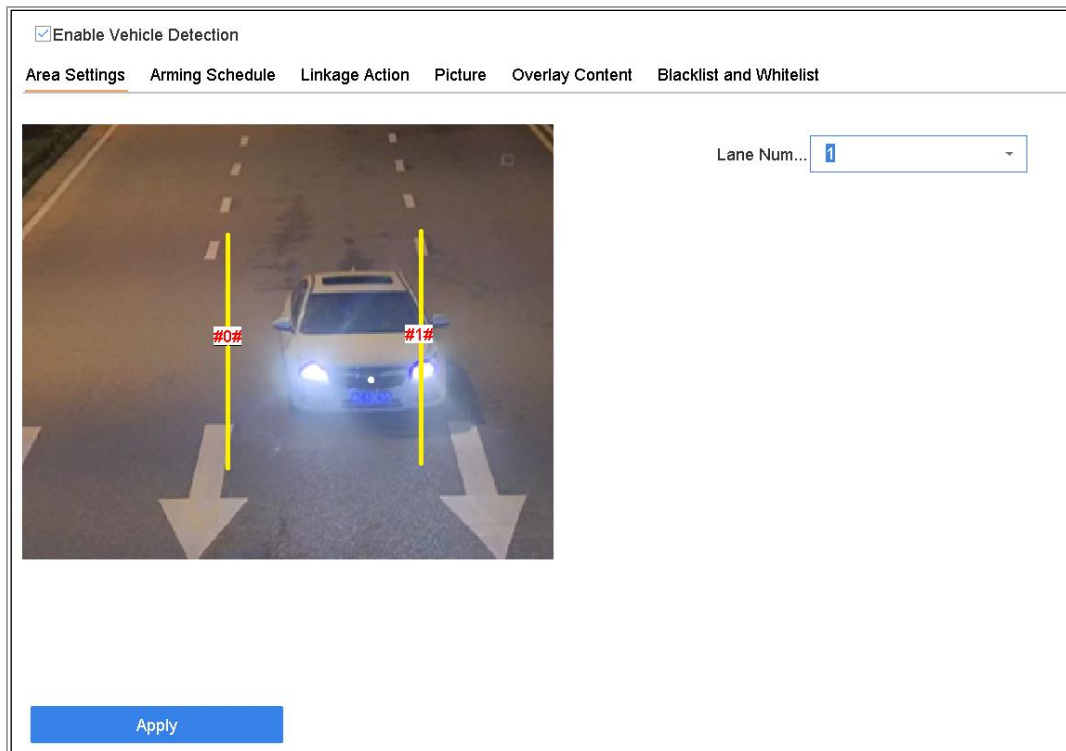 Enable Vehicle Detection
Area Settings Arming Schedule Linkage Action Picture Overlay Content Blacklist and Whitelist
Lane Num... 1
#0# #1#
Apply